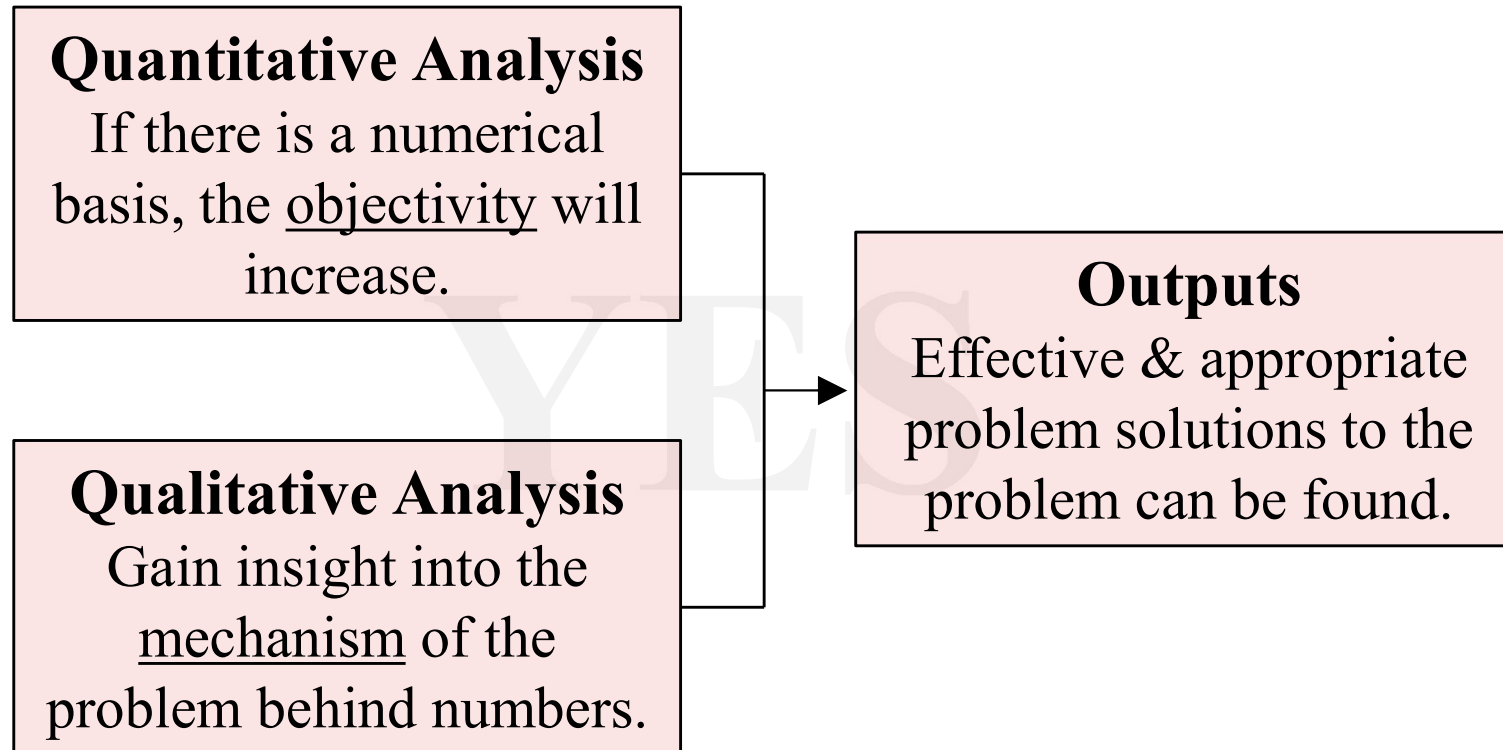 Quantitative Analysis
If there is a numerical
basis, the objectivity will
increase.
Qualitative Analysis
Gain insight into the
mechanism of the
problem behind numbers.
Outputs
Effective & appropriate
problem solutions to the
problem can be found.
YES